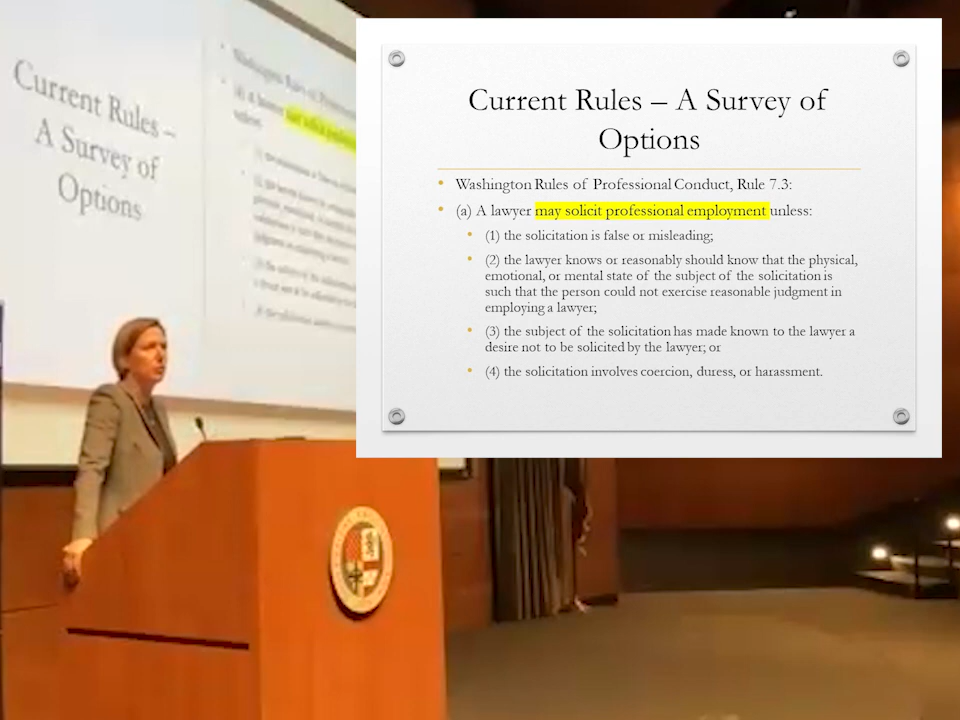 Current Rules –
A Survey of
Options
Washington Rules of Profess
Current Rules – A Survey of
Options
• Washington Rules of Professional Conduct, Rule 7.3:
• (a) A lawyer may solicit professional employment unless:
• (1) the solicitation is false or misleading;
• (2) the lawyer knows or reasonably should know that the physical,
emotional, or mental state of the subject of the solicitation is
such that the person could not exercise reasonable judgment in
employing a lawyer;
• (3) the subject of the solicitation has made known to the lawyer a
desire not to be solicited by the lawyer; or
• (4) the solicitation involves coercion, duress, or harassment.